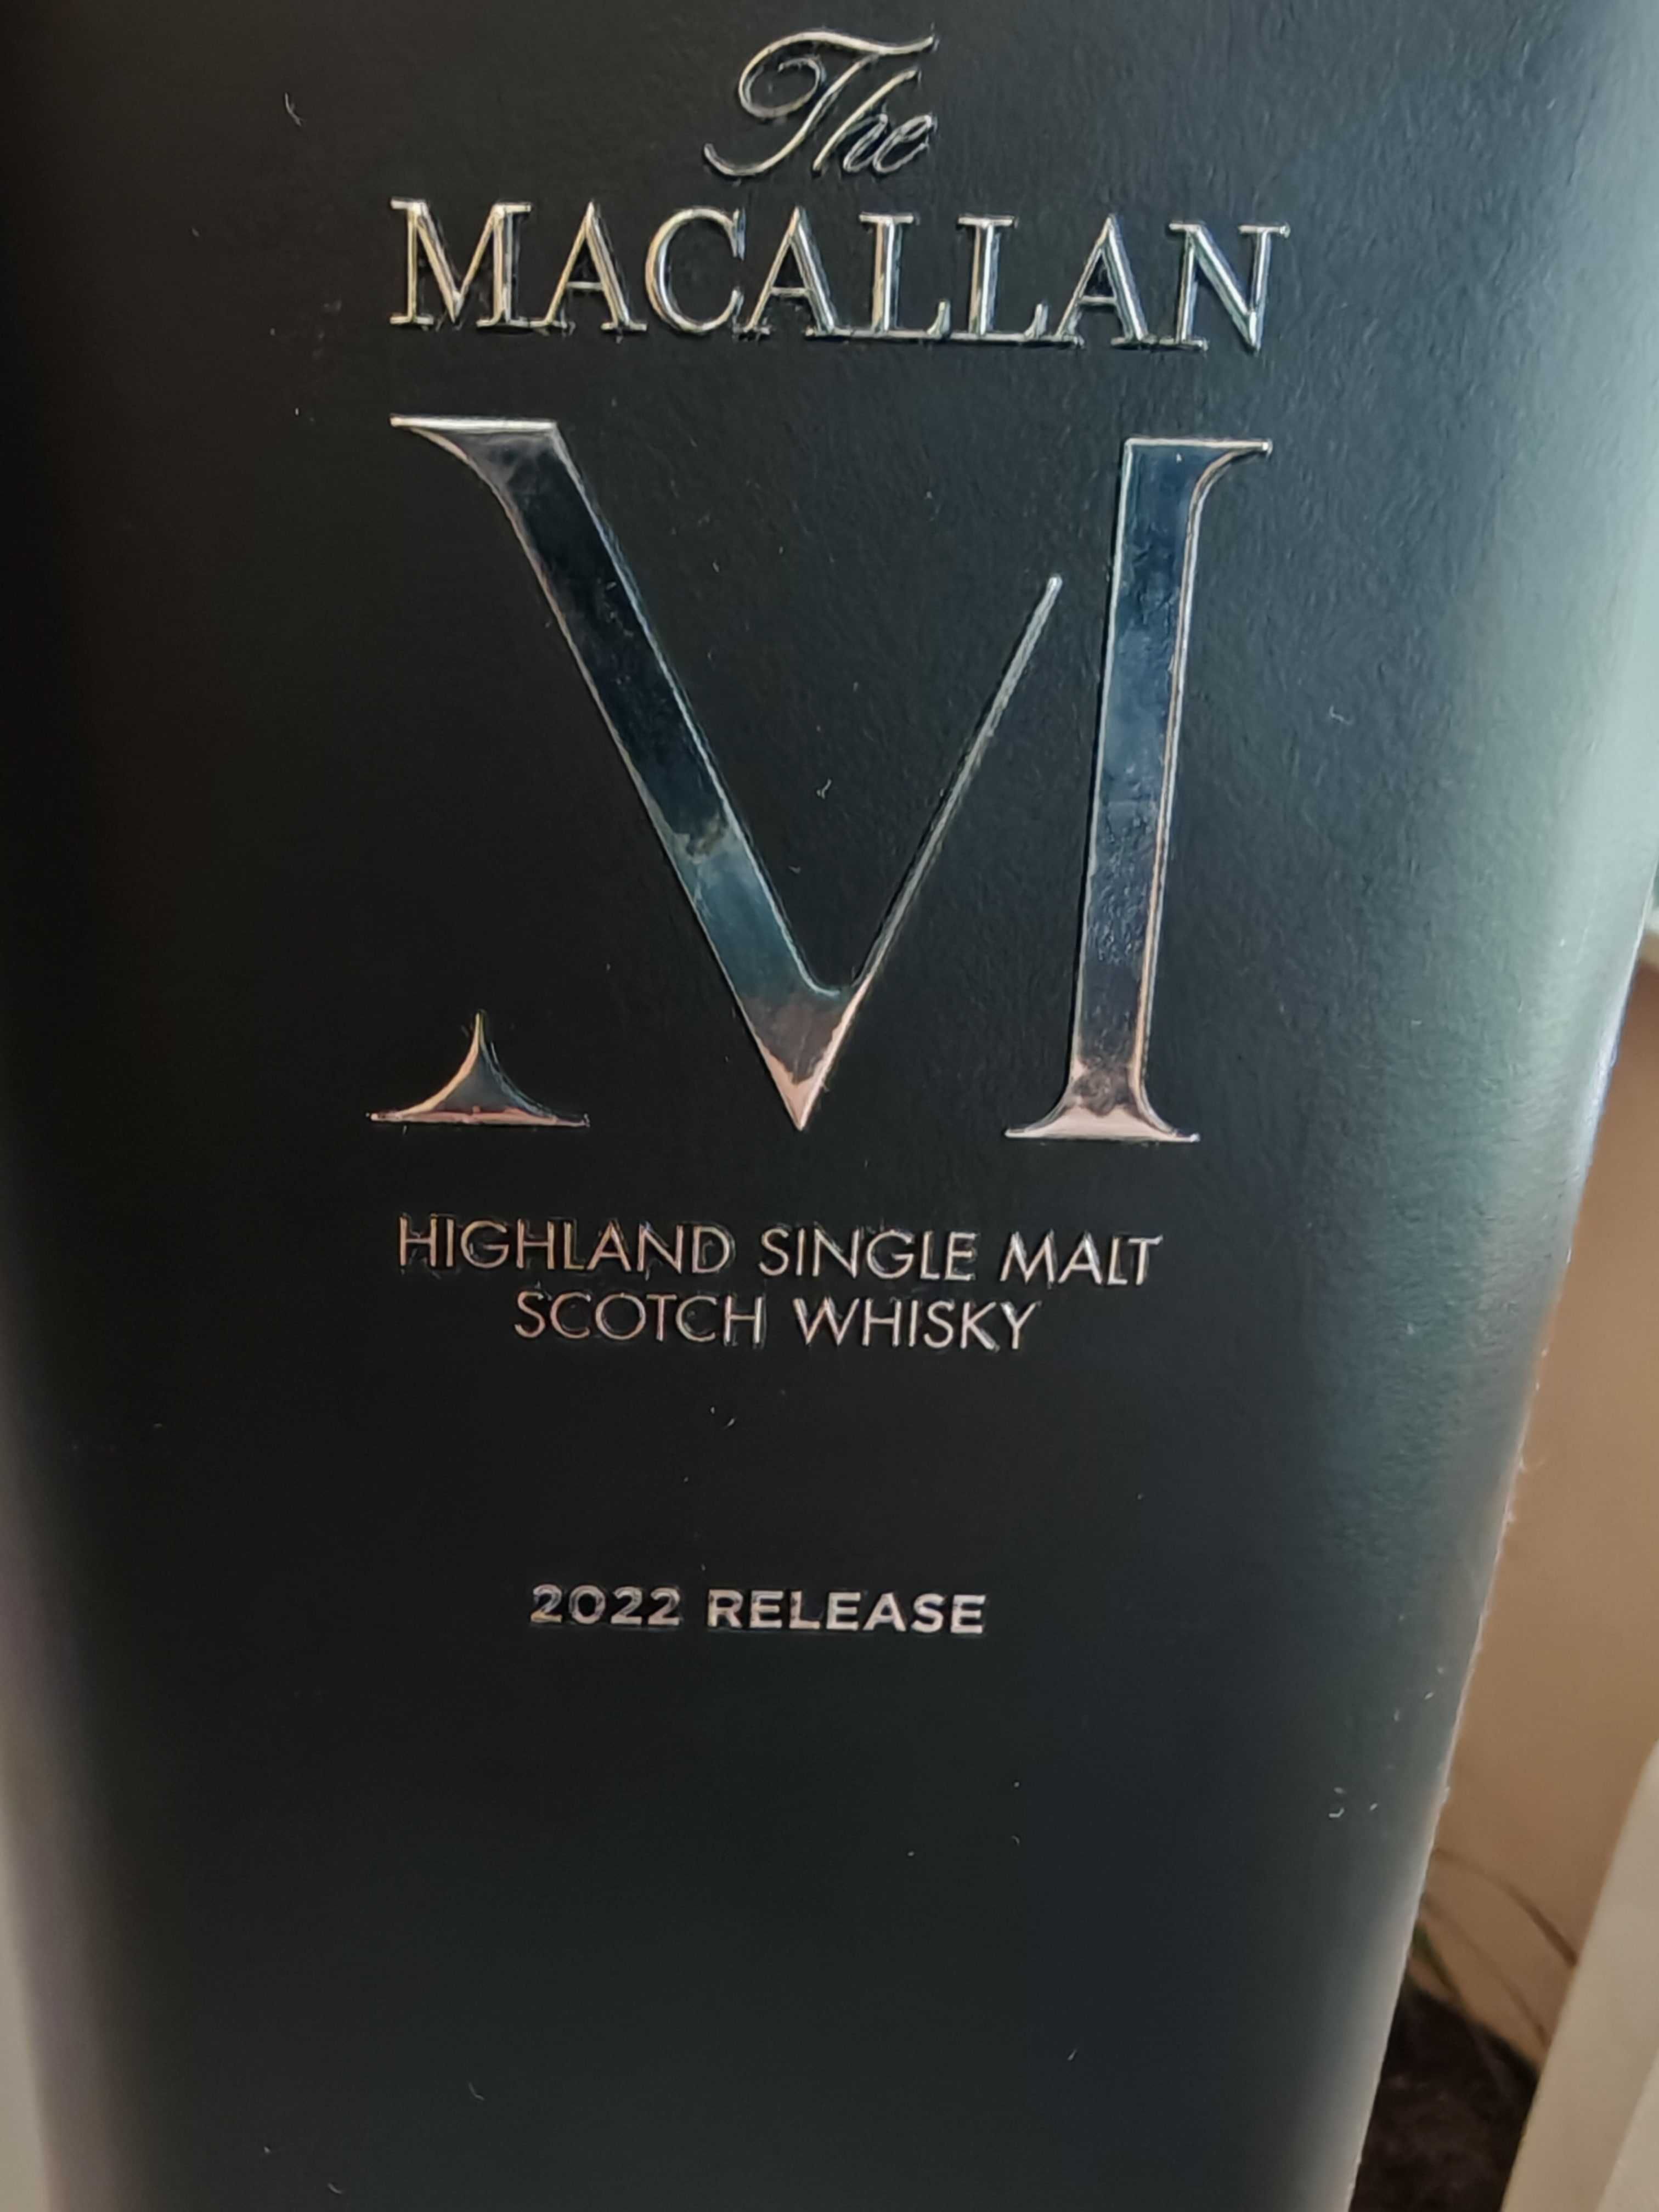 The
MACALLAN
M
HIGHLAND SINGLE MALT
SCOTCH WHISKY
2022 RELEASE